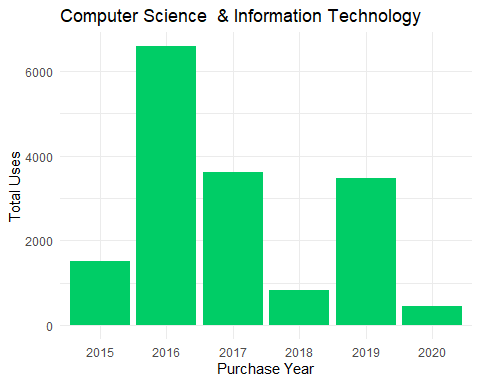 Computer Science  & Information Technology
Total Uses
6000
4000
2000
0
2015 2016 2017 2018 2019 2020
Purchase Year